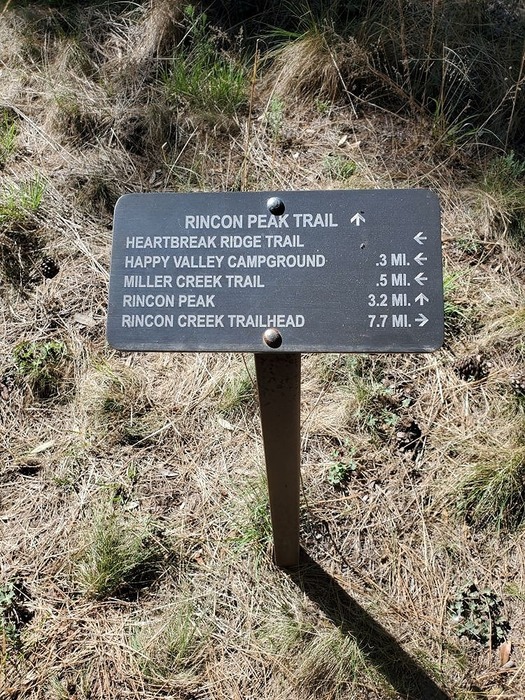 RINCON PEAK TRAIL ↑
HEARTBREAK RIDGE TRAIL ←
HAPPY VALLEY CAMPGROUND .3 MI. ←
MILLER CREEK TRAIL .5 MI. ←
RINCON PEAK 3.2 MI. ↑
RINCON CREEK TRAILHEAD 7.7 MI. →